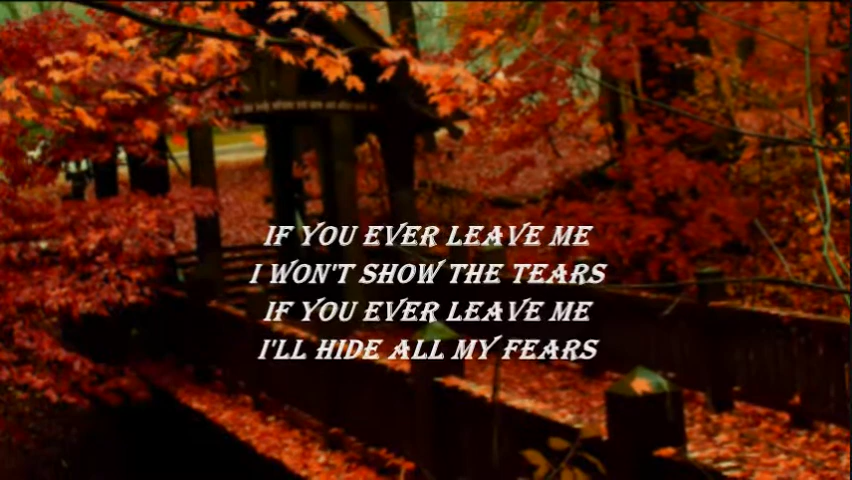 IF YOU EVER LEAVE ME
I WON'T SHOW THE TEARS
IF YOU EVER LEAVE ME
I'LL HIDE ALL MY FEARS